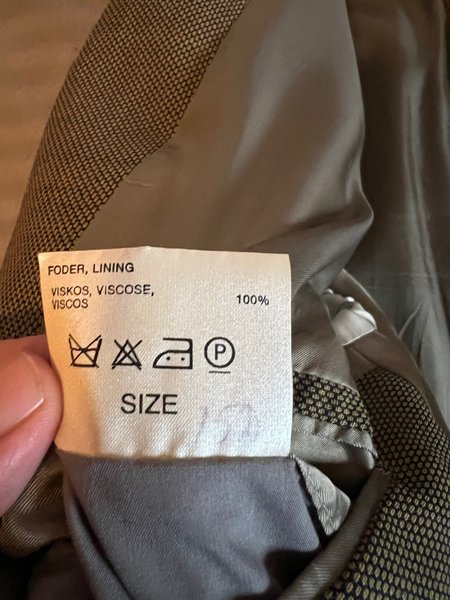 FODER, LINING
VISKOS, VISCOSE,
VISCOS 100%
P
SIZE